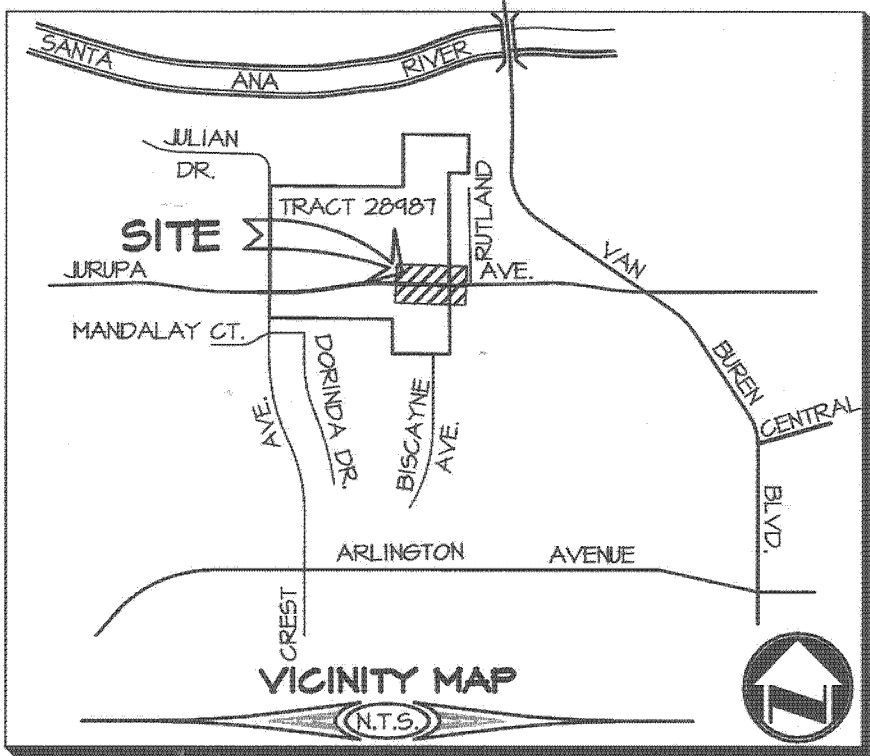 SANTA ANA RIVER
JULIAN
DR.
TRACT 28987
RUTLAND
SITE
JURUPA AVE.
VAN
BUREN
BLVD.
MANDALAY CT.
DORINDA DR.
BISCAYNE
AVE.
CENTRAL
AVE.
CREST
ARLINGTON AVENUE
VICINITY MAP
N.T.S.
N